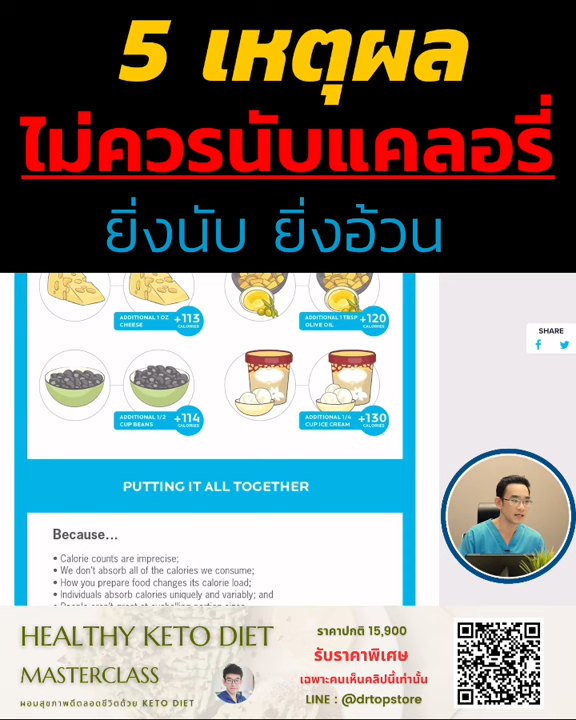 5 เหตุผล
ไม่ควรนับแคลอรี่
ยิ่งนับ ยิ่งอ้วน
ADDITIONAL 1 OZ
CHEESE
+113
CALORIES
ADDITIONAL 1 TBSP
OLIVE OIL
+120
CALORIES
SHARE
ADDITIONAL 1/2
CUP BEANS
+114
CALORIES
ADDITIONAL 1/4
CUP ICE CREAM
+130
CALORIES
PUTTING IT ALL TOGETHER
Because...
• Calorie counts are imprecise;
• We don't absorb all of the calories we consume;
• How you prepare food changes its calorie load;
• Individuals absorb calories uniquely and variably; and
• People aren't great at eyeballing portion sizes
HEALTHY KETO DIET
MASTERCLASS
ผอมสุขภาพดีตลอดชีวิตด้วย KETO DIET
ราคาปกติ 15,900
รับราคาพิเศษ
เฉพาะคนเห็นคลิปนี้เท่านั้น
LINE : @drtopstore